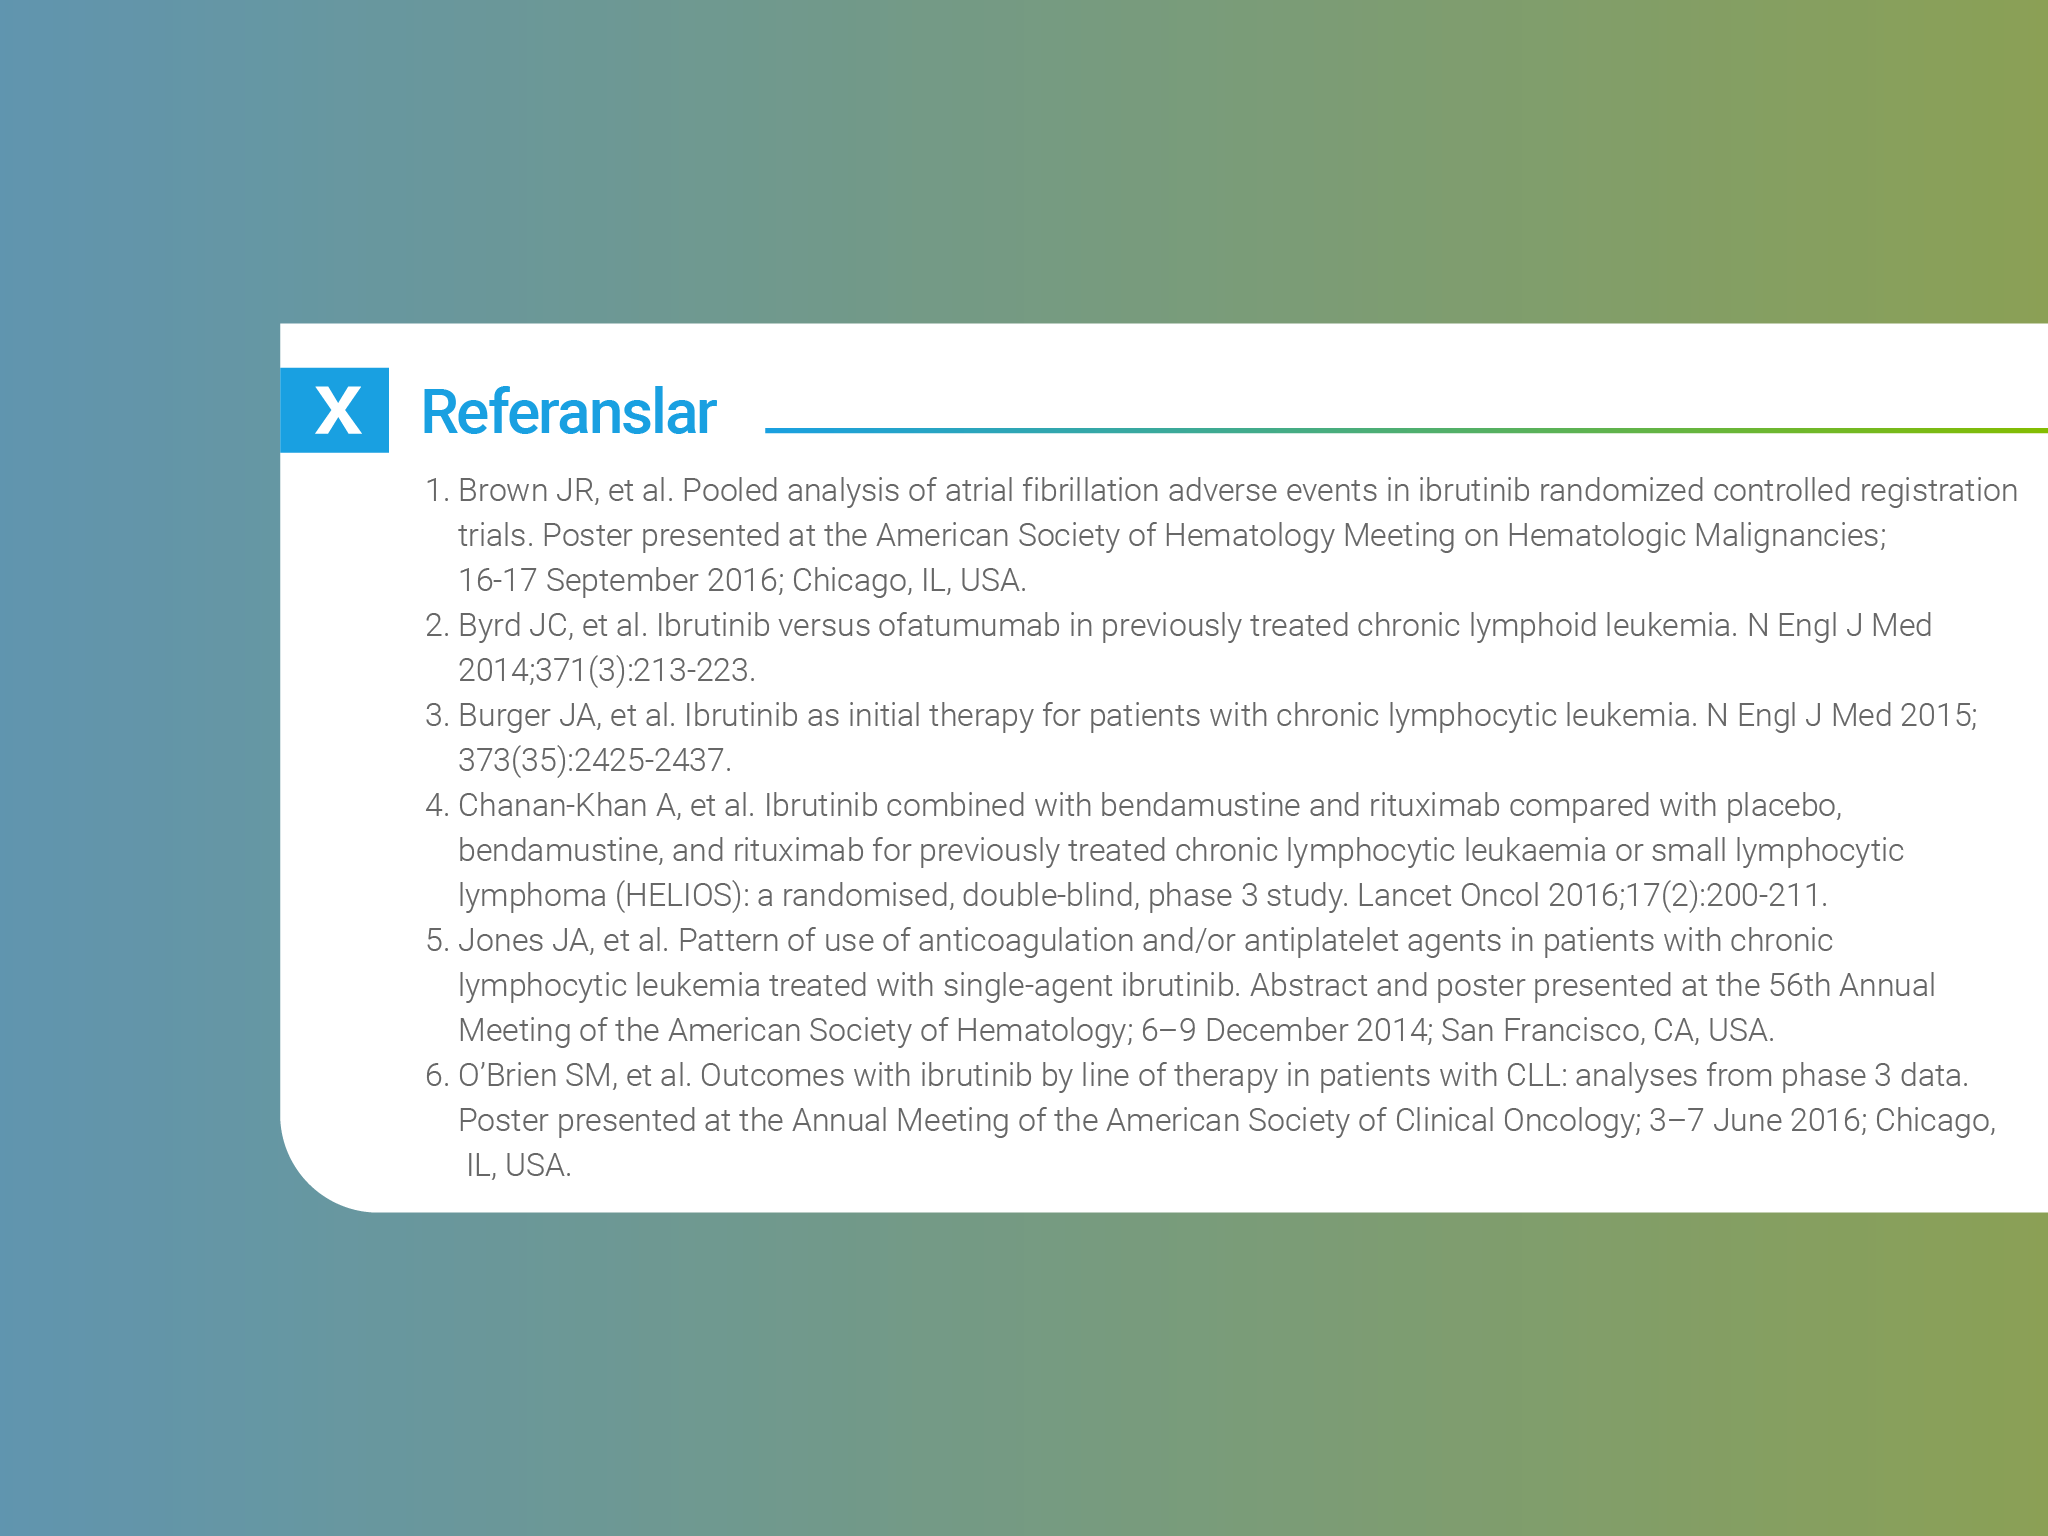 X Referanslar
1. Brown JR, et al. Pooled analysis of atrial fibrillation adverse events in ibrutinib randomized controlled registration
trials. Poster presented at the American Society of Hematology Meeting on Hematologic Malignancies;
16-17 September 2016; Chicago, IL, USA.
2. Byrd JC, et al. Ibrutinib versus ofatumumab in previously treated chronic lymphoid leukemia. N Engl J Med
2014;371(3):213-223.
3. Burger JA, et al. Ibrutinib as initial therapy for patients with chronic lymphocytic leukemia. N Engl J Med 2015;
373(35):2425-2437.
4. Chanan-Khan A, et al. Ibrutinib combined with bendamustine and rituximab compared with placebo,
bendamustine, and rituximab for previously treated chronic lymphocytic leukaemia or small lymphocytic
lymphoma (HELIOS): a randomised, double-blind, phase 3 study. Lancet Oncol 2016;17(2):200-211.
5. Jones JA, et al. Pattern of use of anticoagulation and/or antiplatelet agents in patients with chronic
lymphocytic leukemia treated with single-agent ibrutinib. Abstract and poster presented at the 56th Annual
Meeting of the American Society of Hematology; 6–9 December 2014; San Francisco, CA, USA.
6. O’Brien SM, et al. Outcomes with ibrutinib by line of therapy in patients with CLL: analyses from phase 3 data.
Poster presented at the Annual Meeting of the American Society of Clinical Oncology; 3–7 June 2016; Chicago,
IL, USA.